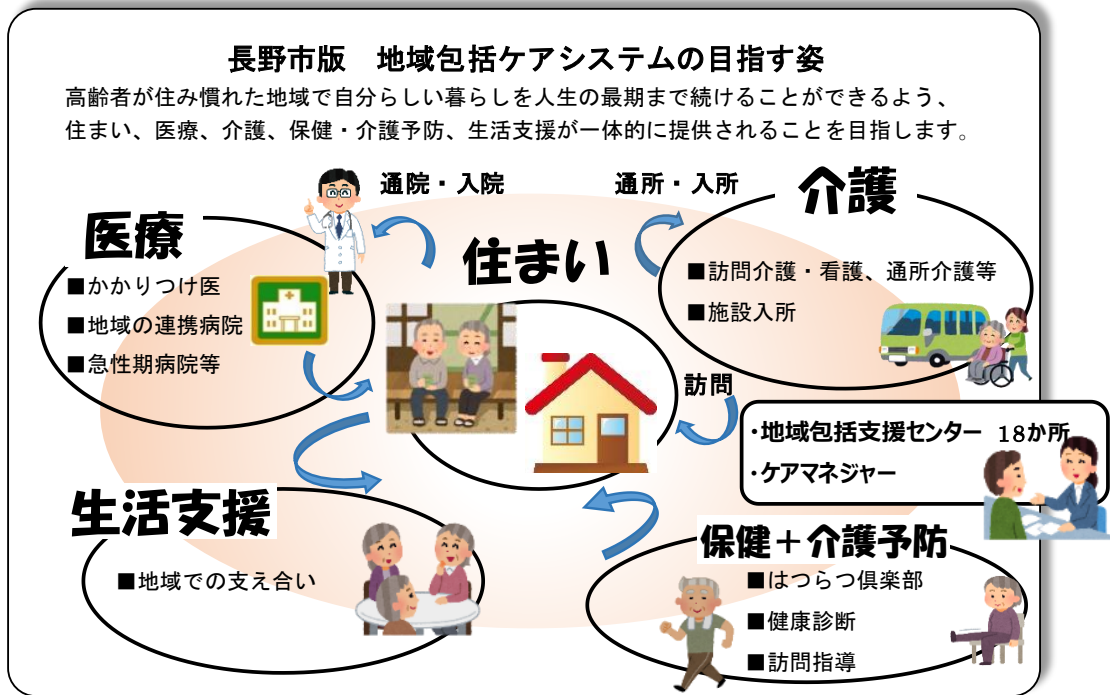 長野市版　地域包括ケアシステムの目指す姿
高齢者が住み慣れた地域で自分らしい暮らしを人生の最期まで続けることができるよう、
住まい、医療、介護、保健・介護予防、生活支援が一体的に提供されることを目指します。
通院・入院
通所・入所
介護
医療
住まい
■かかりつけ医
■地域の連携病院
■急性期病院等
■訪問介護・看護、通所介護等
■施設入所
訪問
・地域包括支援センター 18か所
・ケアマネジャー
生活支援
■地域での支え合い
保健＋介護予防
■はつらつ倶楽部
■健康診断
■訪問指導